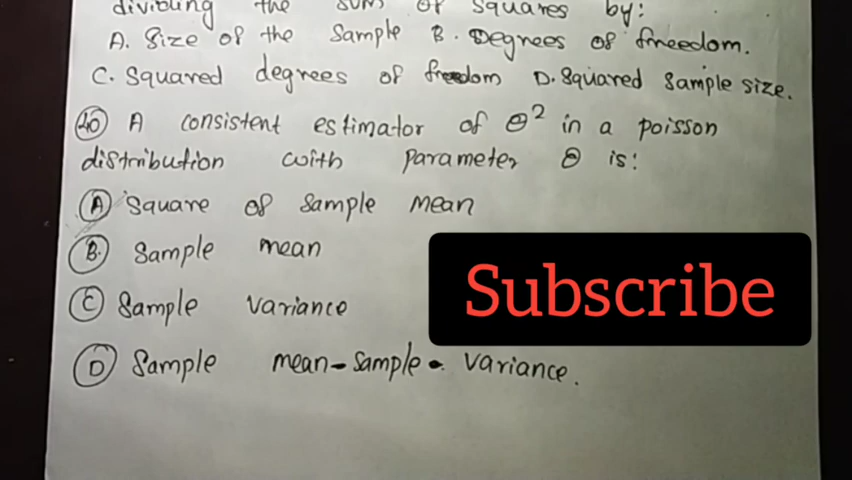 dividing the sum of squares by:
A. Size of the sample B. Degrees of freedom.
C. Squared degrees of freedom D. Squared sample size.
40 A consistent estimator of θ² in a poisson
distribution with parameter θ is:
A Square of sample mean
B. Sample mean
C Sample variance
D Sample mean - sample - variance.
Subscribe